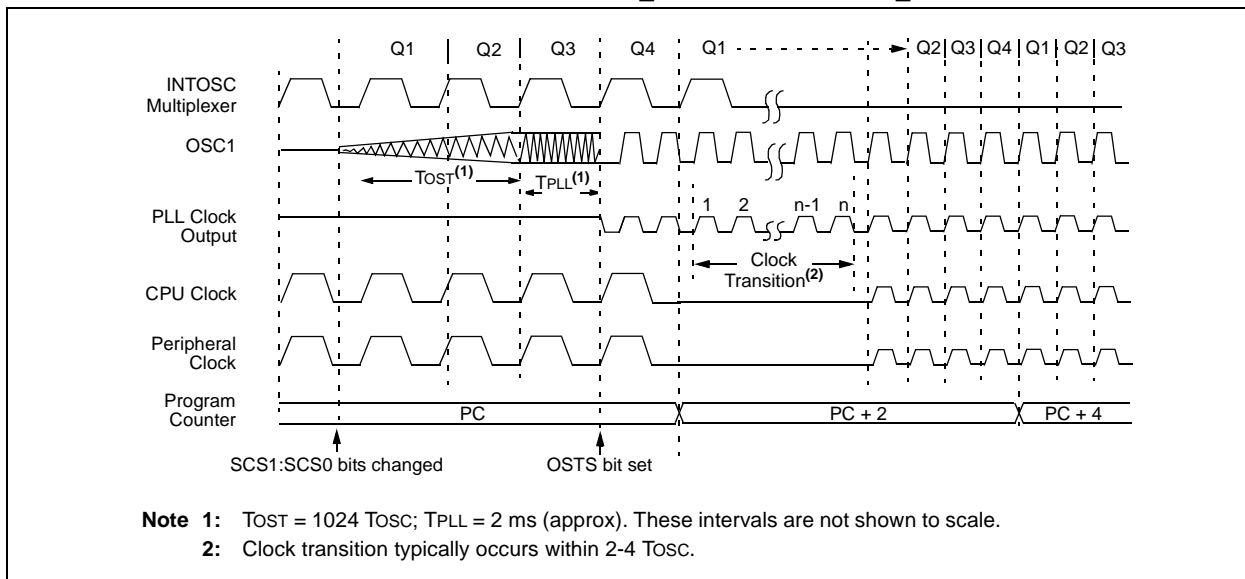 Q1 Q2 Q3 Q4 Q1 Q2 Q3 Q4 Q1 Q2 Q3
INTOSC
Multiplexer
OSC1
TOST(1) TPLL(1)
1 2 n-1 n
PLL Clock
Output
Clock
Transition(2)
CPU Clock
Peripheral
Clock
Program
Counter
PC PC + 2 PC + 4
SCS1:SCS0 bits changed OSTS bit set
Note 1: TOST = 1024 TOSC; TPLL = 2 ms (approx). These intervals are not shown to scale.
2: Clock transition typically occurs within 2-4 TOSC.